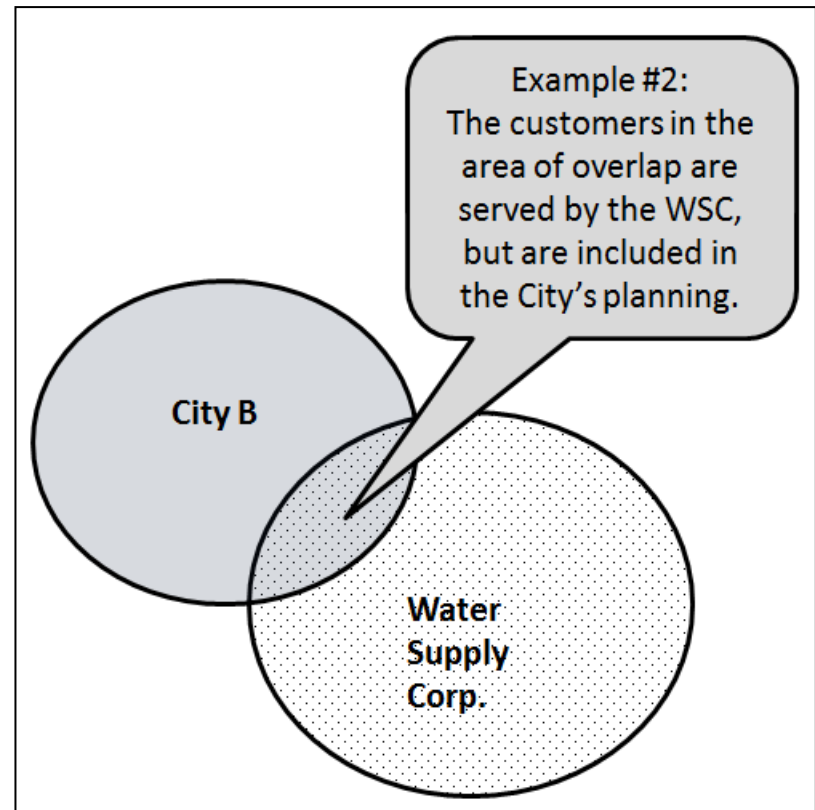 Example #2:
The customers in the
area of overlap are
served by the WSC,
but are included in
the City’s planning.
City B
Water
Supply
Corp.